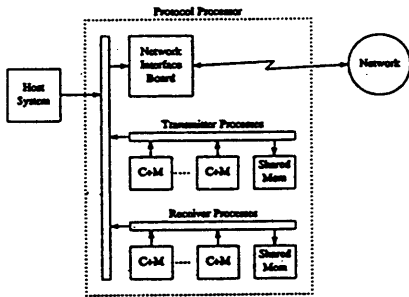 Protocol Processor
Host
System
Network
Interface
Board
Network
Transmitter Processes
C+M
C+M
Shared
Mem
Receiver Processes
C+M
C+M
Shared
Mem